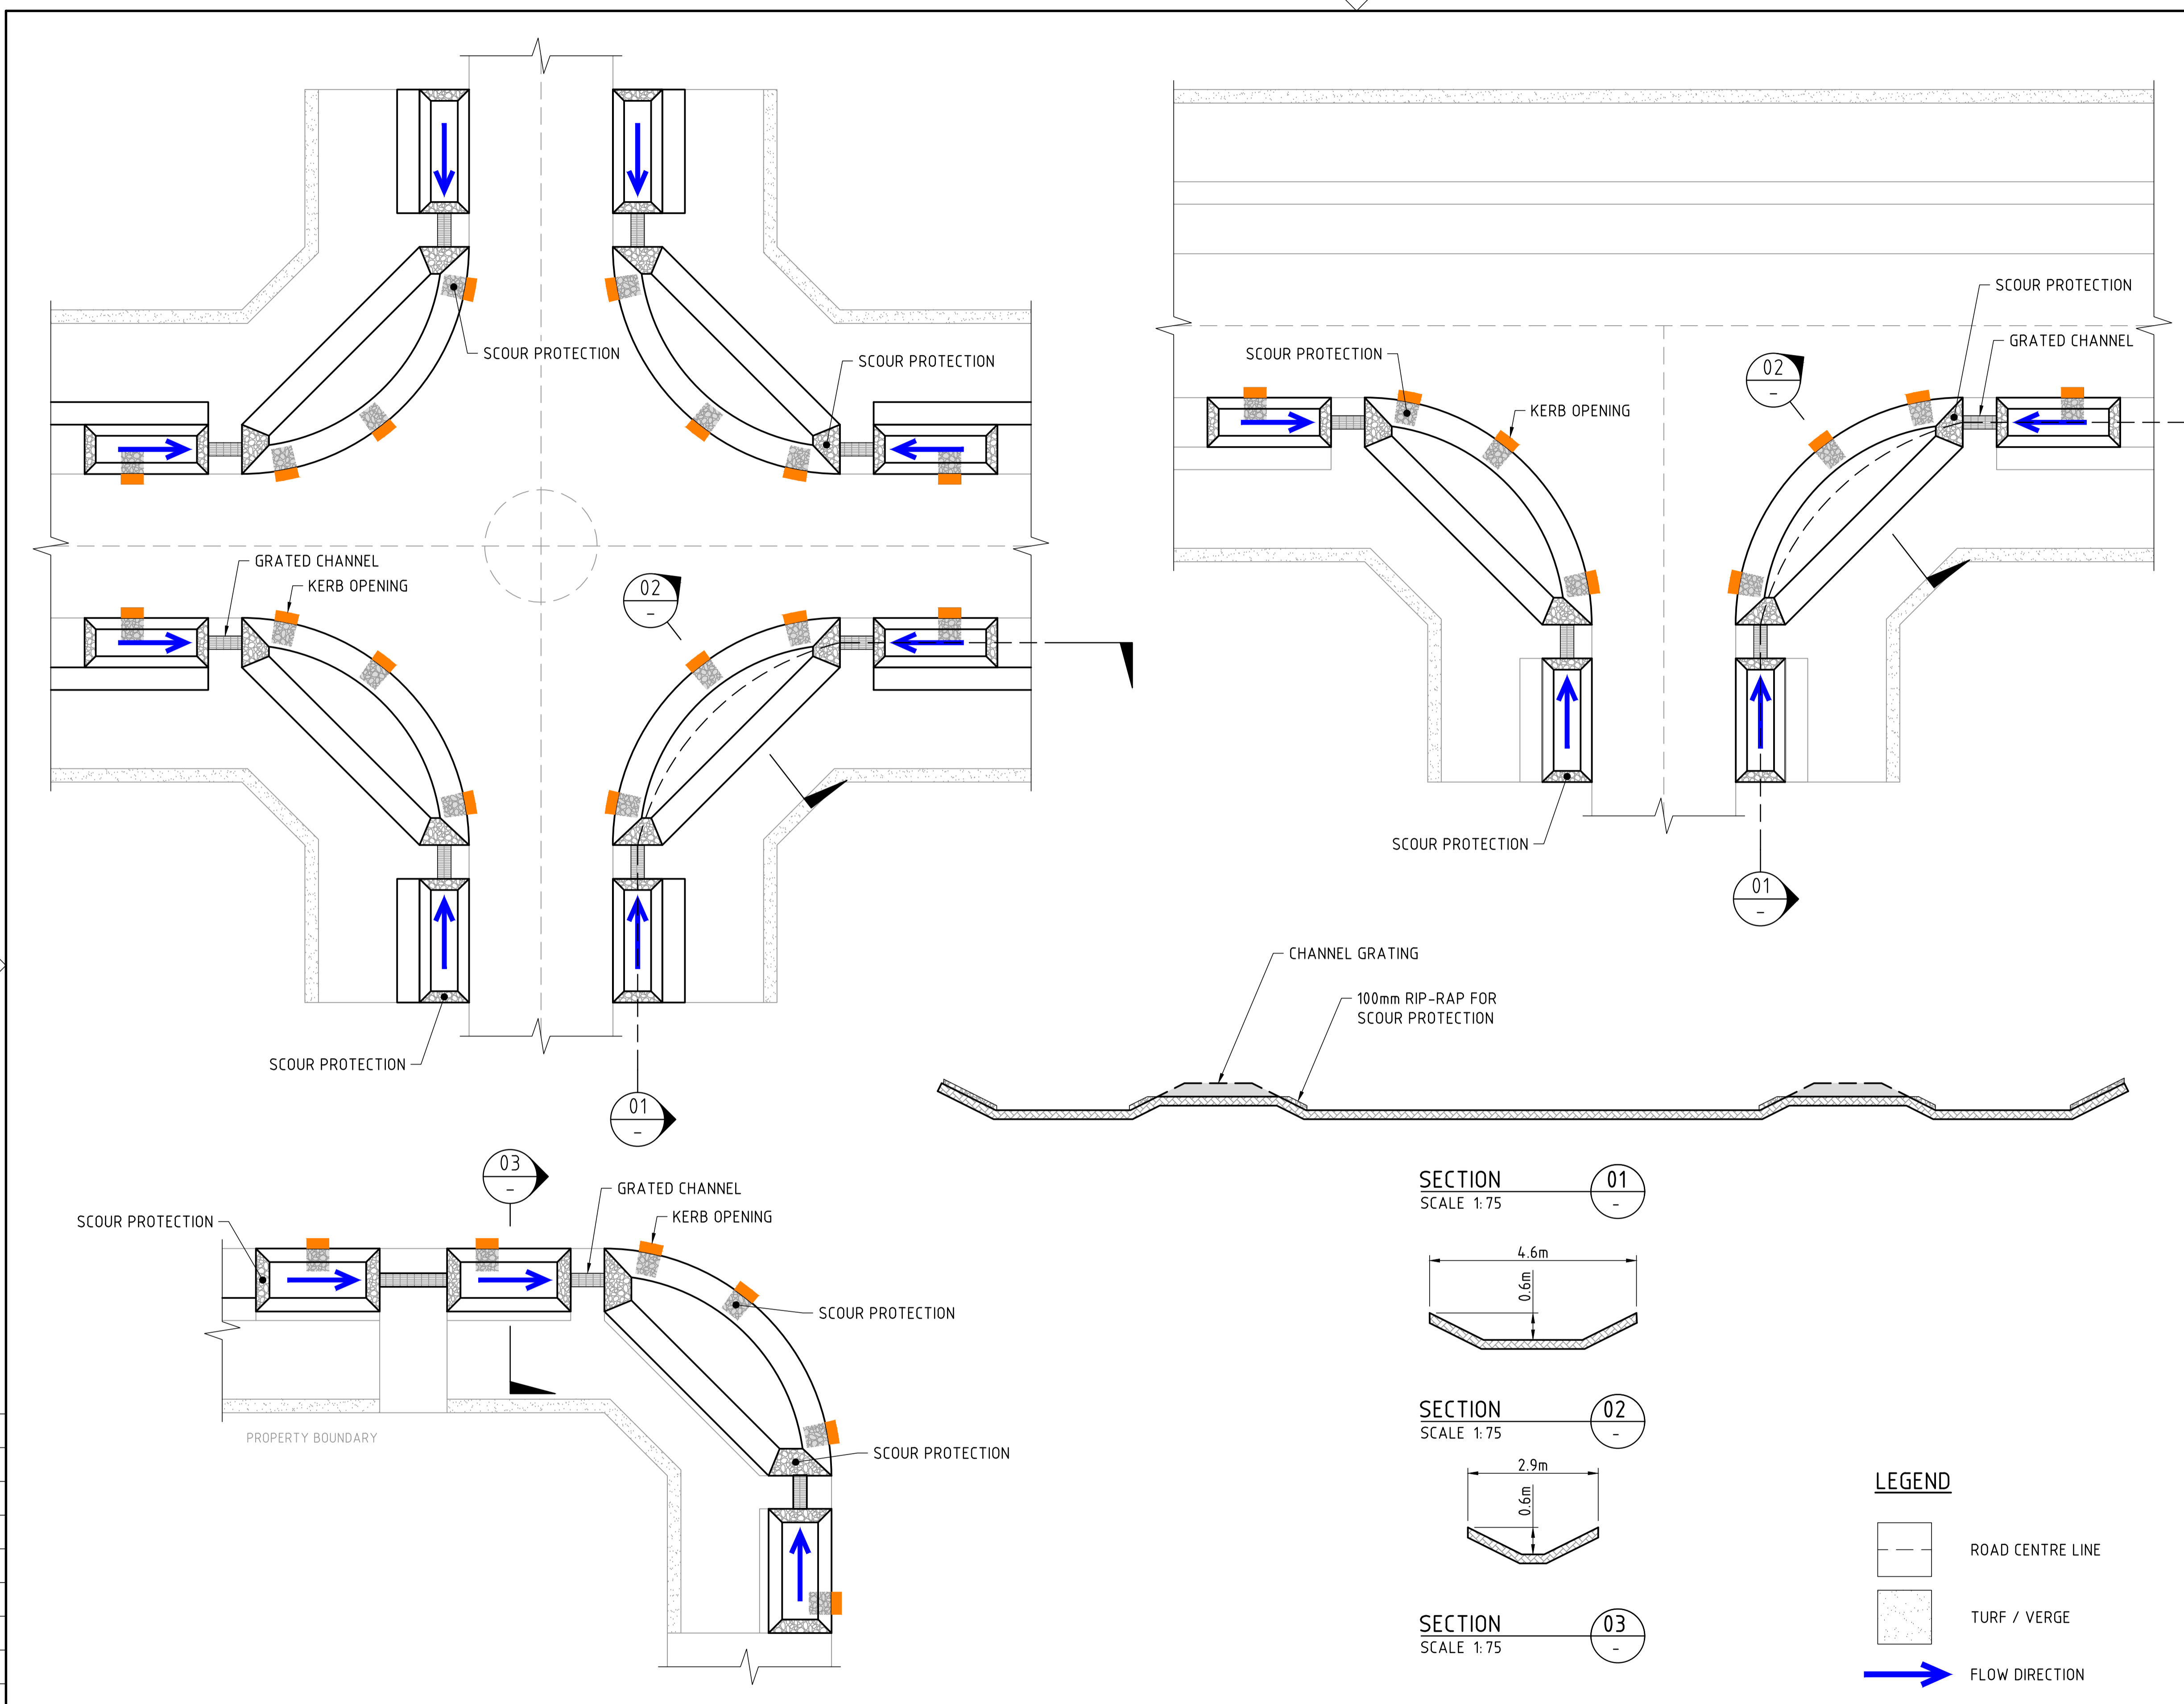 SCOUR PROTECTION
SCOUR PROTECTION
GRATED CHANNEL
KERB OPENING
02
-
SCOUR PROTECTION
01
-
SCOUR PROTECTION
GRATED CHANNEL
SCOUR PROTECTION
02
-
KERB OPENING
SCOUR PROTECTION
01
-
CHANNEL GRATING
100mm RIP-RAP FOR
SCOUR PROTECTION
03
-
GRATED CHANNEL
KERB OPENING
SCOUR PROTECTION
SCOUR PROTECTION
PROPERTY BOUNDARY
SCOUR PROTECTION
SECTION
SCALE 1:75
01
-
4.6m
0.6m
SECTION
SCALE 1:75
02
-
2.9m
0.6m
SECTION
SCALE 1:75
03
-
LEGEND
ROAD CENTRE LINE
TURF / VERGE
FLOW DIRECTION